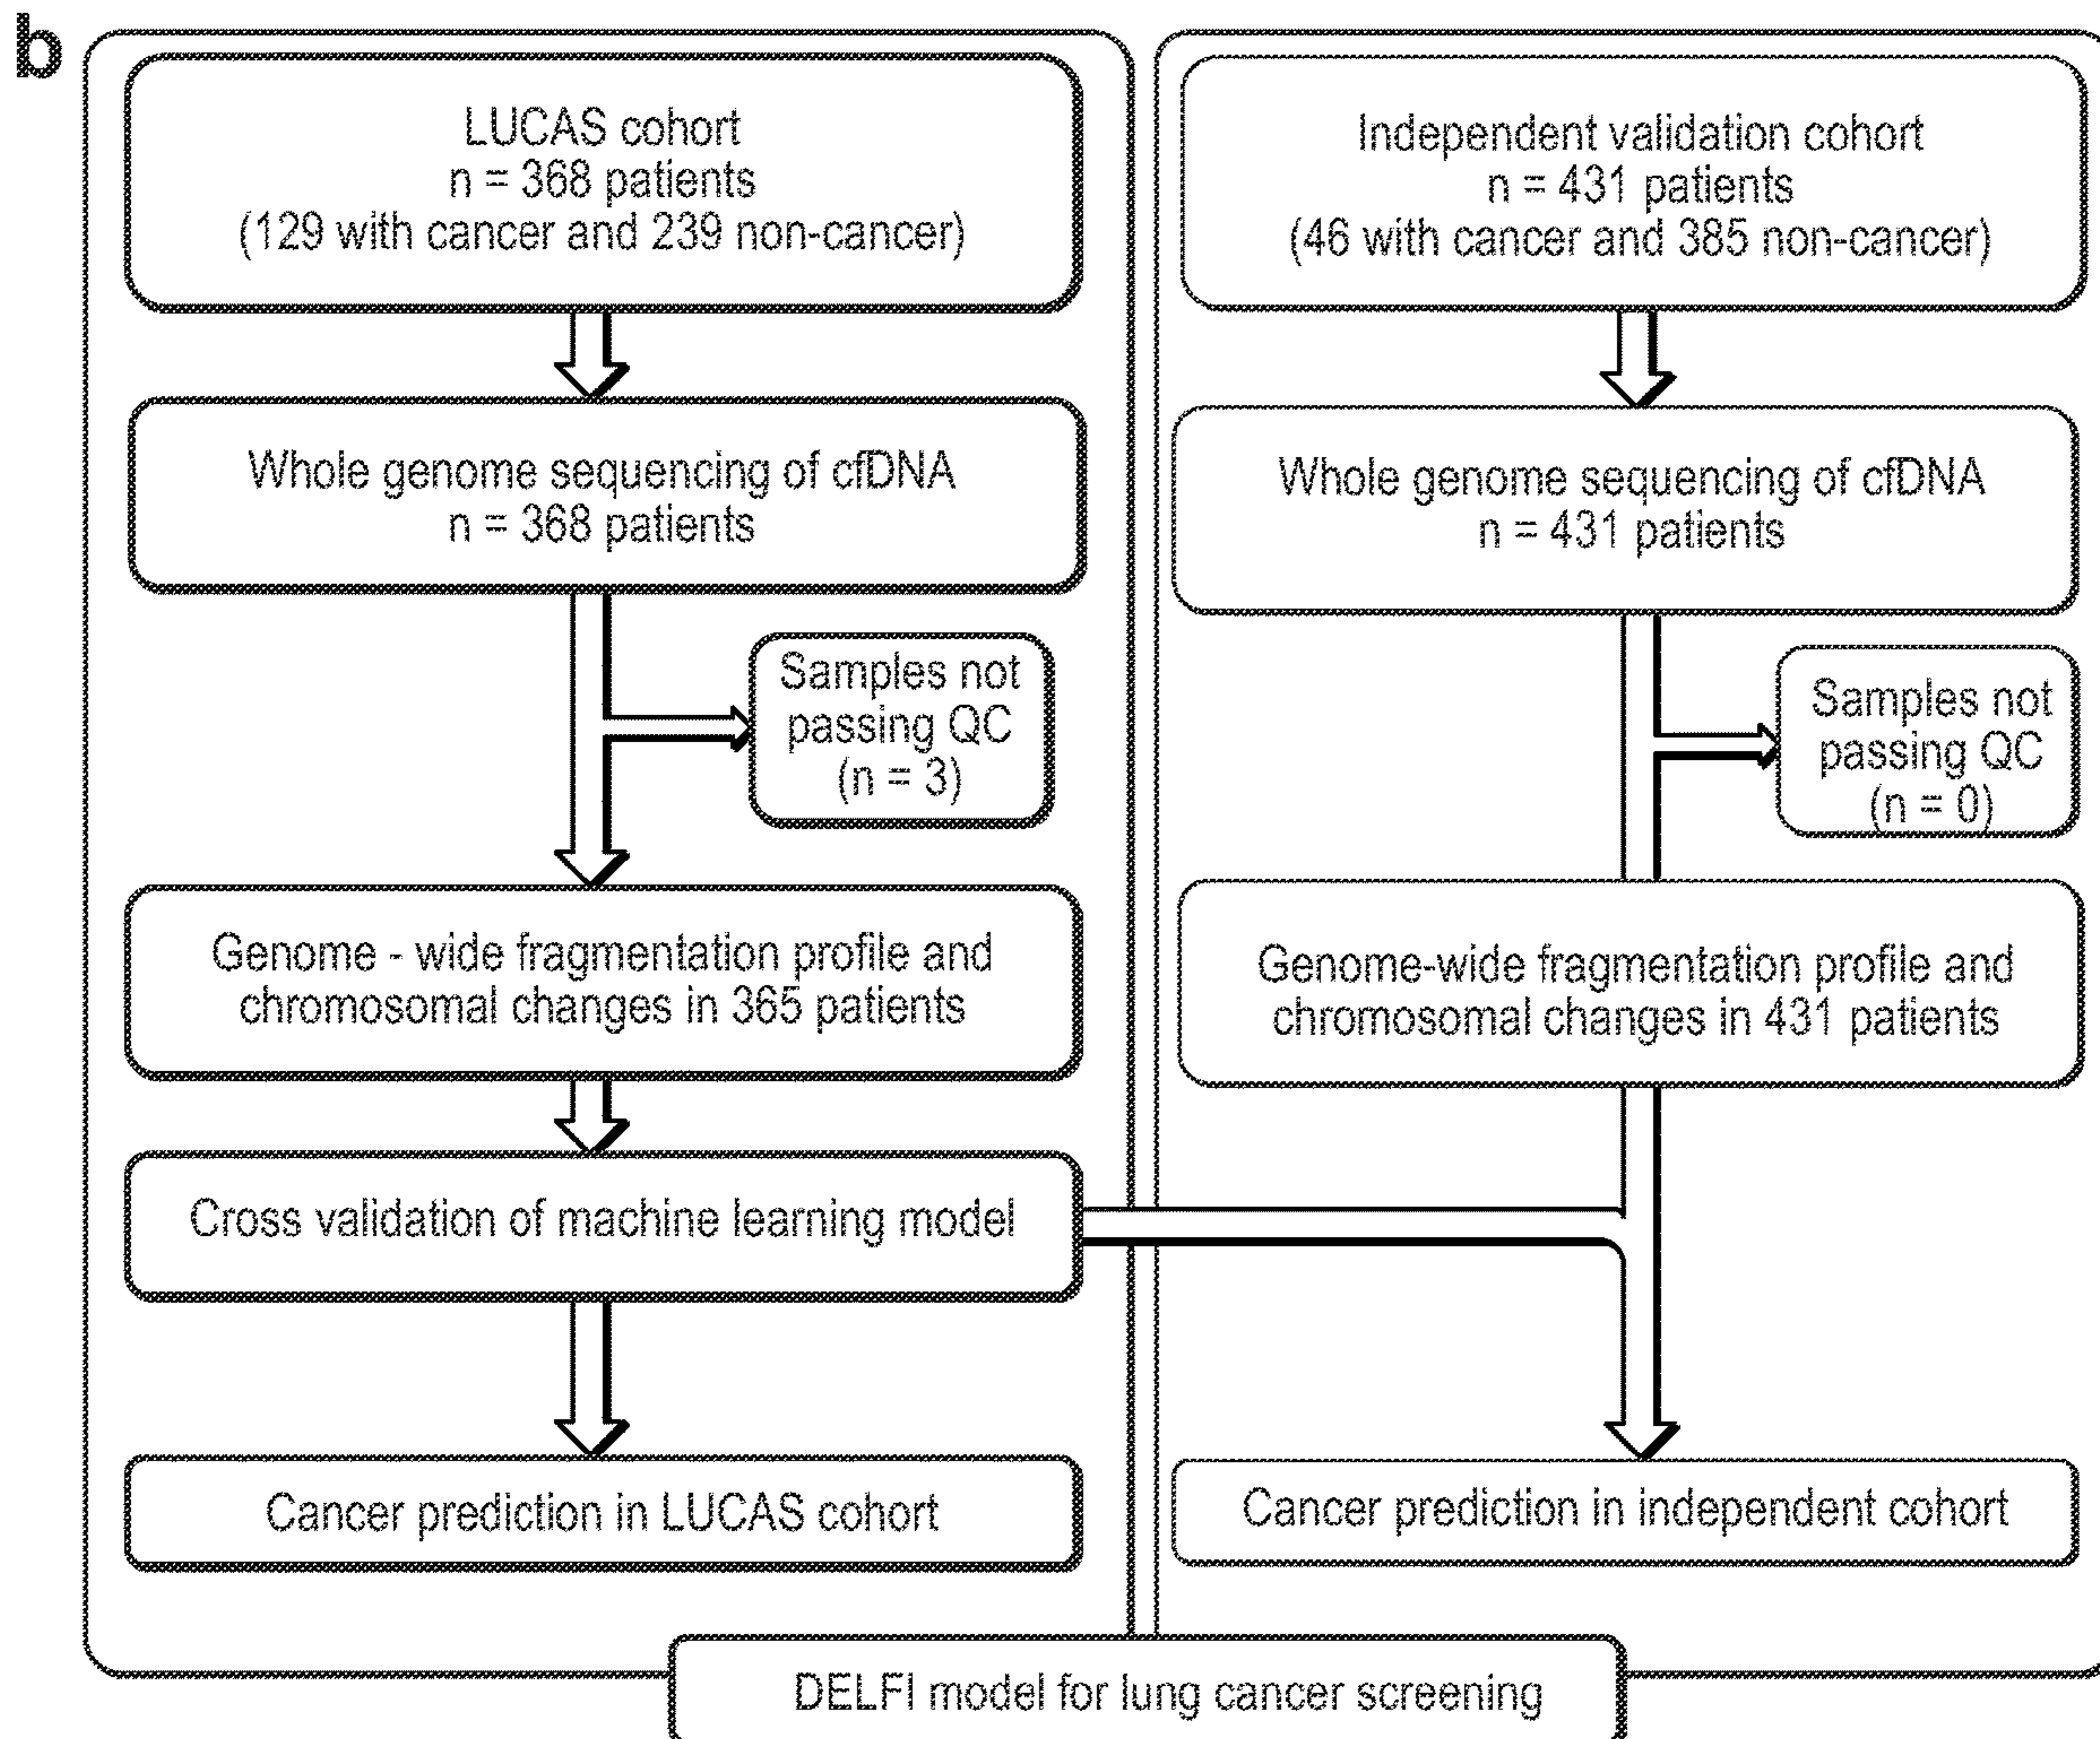 b
LUCAS cohort
n = 368 patients
(129 with cancer and 239 non-cancer)
Whole genome sequencing of cfDNA
n = 368 patients
Samples not
passing QC
(n = 3)
Genome - wide fragmentation profile and
chromosomal changes in 365 patients
Cross validation of machine learning model
Cancer prediction in LUCAS cohort
Independent validation cohort
n = 431 patients
(46 with cancer and 385 non-cancer)
Whole genome sequencing of cfDNA
n = 431 patients
Samples not
passing QC
(n = 0)
Genome-wide fragmentation profile and
chromosomal changes in 431 patients
Cancer prediction in independent cohort
DELFI model for lung cancer screening